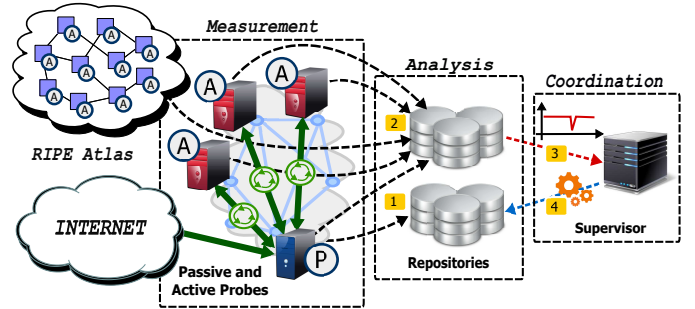 Measurement
Analysis
Coordination
A
A
A
A
A
A
A
A
A
A
A
A
RIPE Atlas
INTERNET
P
Passive and
Active Probes
2
1
Repositories
3
4
Supervisor